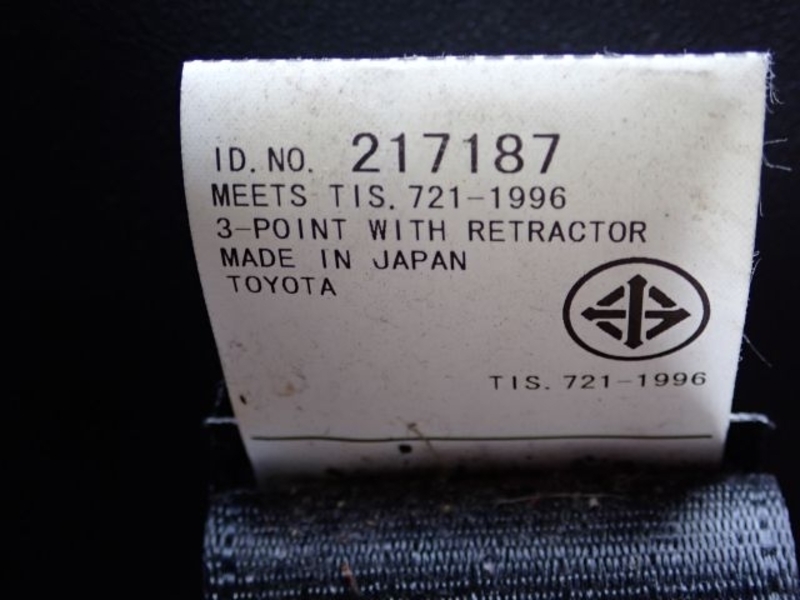 ID. NO. 217187
MEETS TIS. 721-1996
3-POINT WITH RETRACTOR
MADE IN JAPAN
TOYOTA
TIS. 721-1996